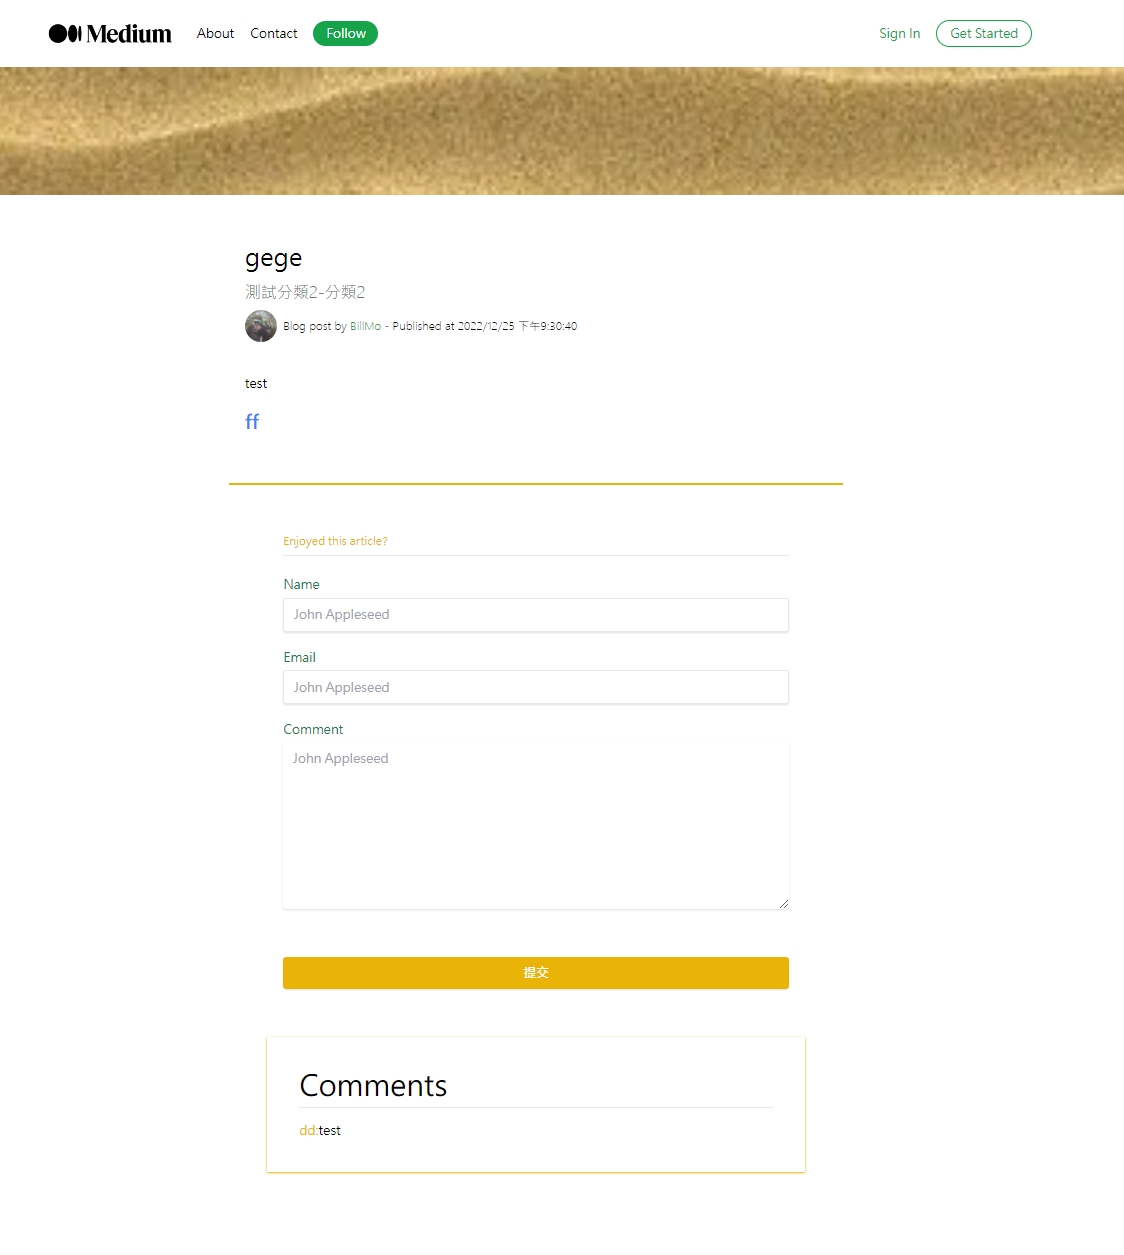 Medium About Contact Follow Sign In Get Started
gege
測試分類2-分類2
Blog post by BillMo - Published at 2022/12/25 下午9:30:40
test
ff
Enjoyed this article?
Name
John Appleseed
Email
John Appleseed
Comment
John Appleseed
提交
Comments
dd:test